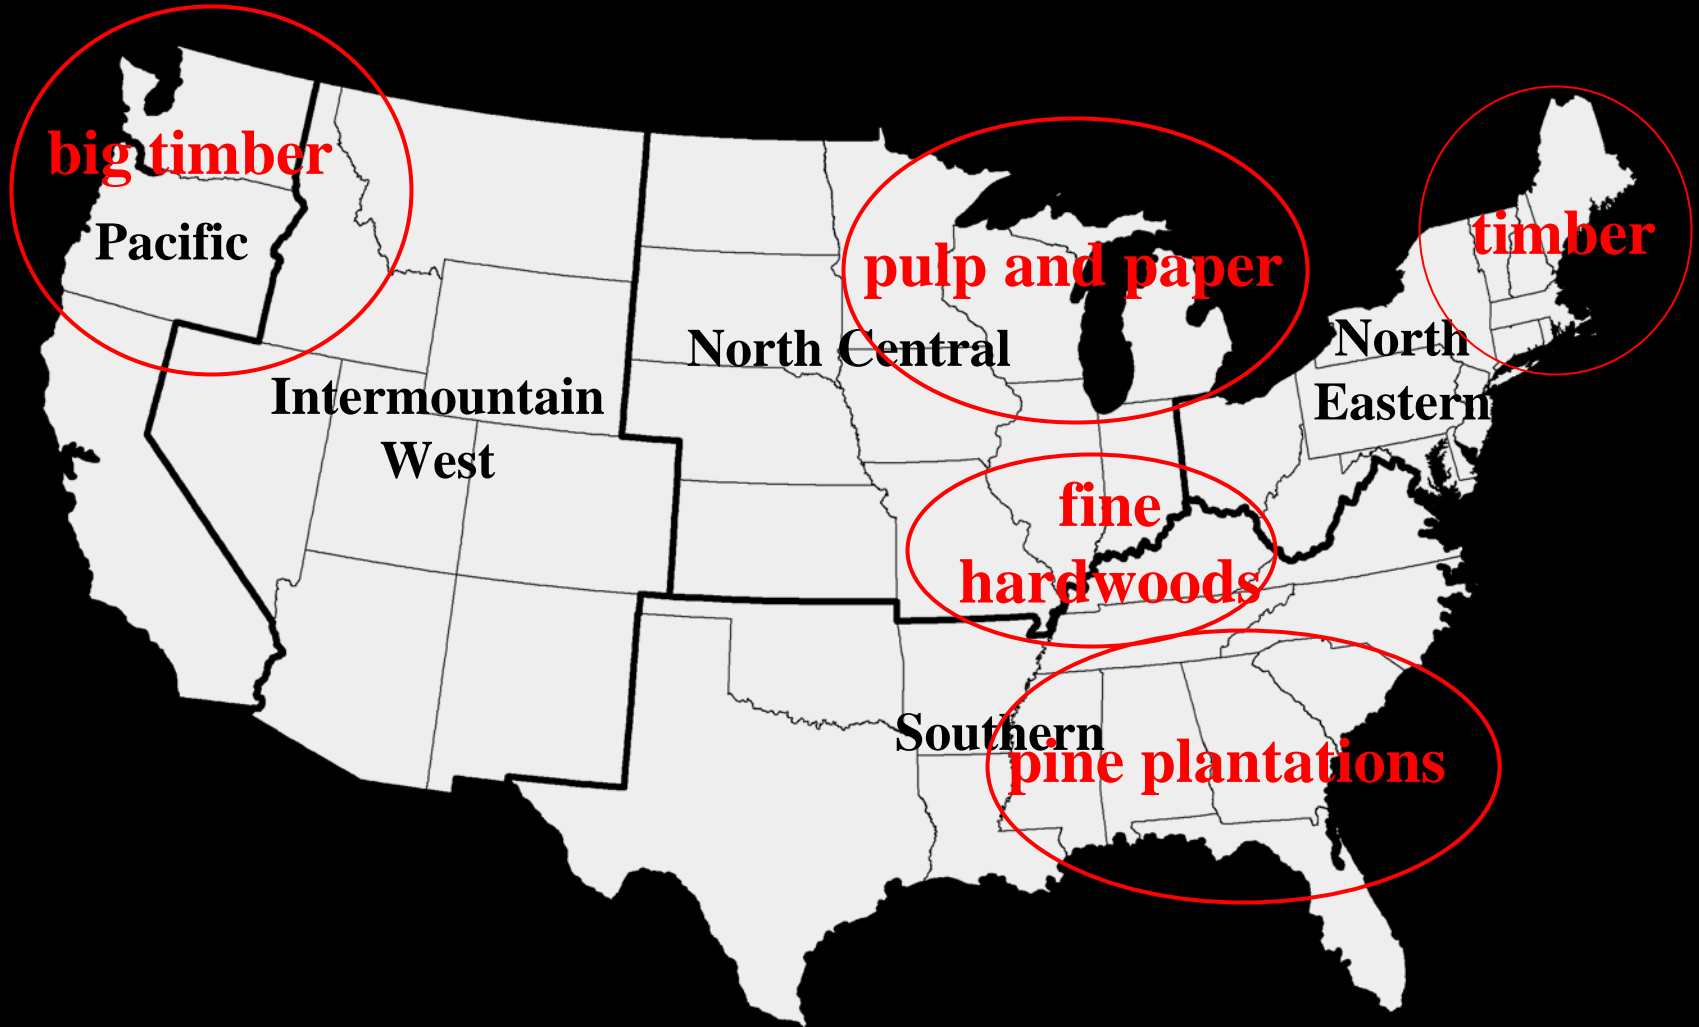 big timber
Pacific
Intermountain
West
North Central
pulp and paper
timber
North
Eastern
fine
hardwoods
Southern
pine plantations